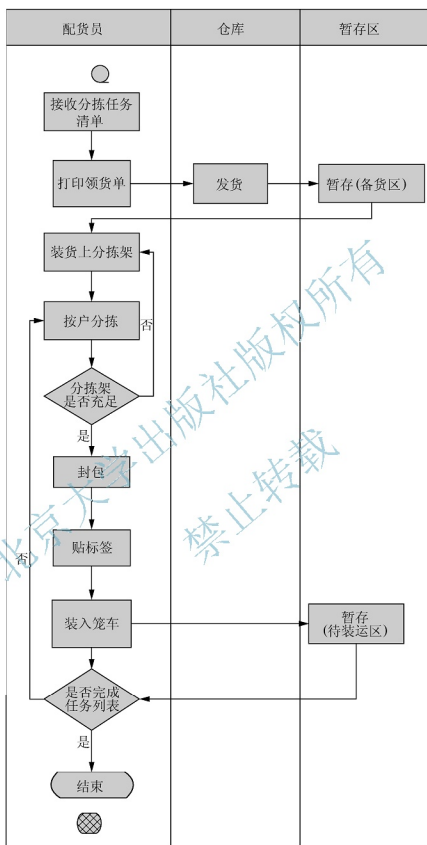 配货员
仓库
暂存区
接收分拣任务
清单
打印领货单
发货
暂存(备货区)
装货上分拣架
按户分拣
否
分拣架
是否充足
是
封包
贴标签
否
装入笼车
暂存
(待装运区)
是否完成
任务列表
是
结束
北京大学出版社版权所有
禁止转载